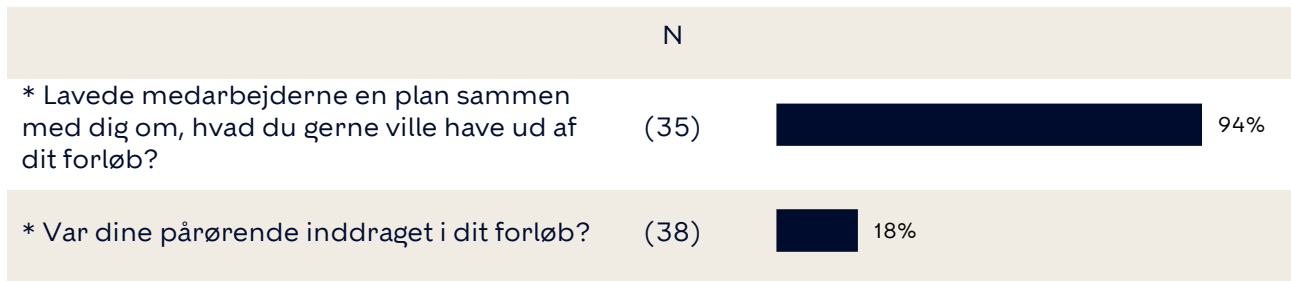 N
* Lavede medarbejderne en plan sammen
med dig om, hvad du gerne ville have ud af
dit forløb?
(35)
94%
* Var dine pårørende inddraget i dit forløb?
(38)
18%